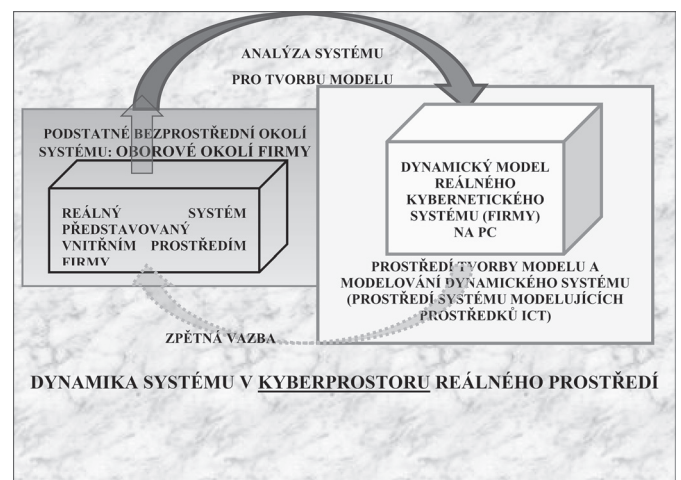 ANALÝZA SYSTÉMU
PRO TVORBU MODELU
PODSTATNÉ BEZPROSTŘEDNÍ OKOLÍ
SYSTÉMU: OBOROVÉ OKOLÍ FIRMY
REÁLNÝ SYSTÉM
PŘEDSTAVOVANÝ
VNITŘNÍM PROSTŘEDÍM
FIRMY
DYNAMICKÝ MODEL
REÁLNÉHO
KYBERNETICKÉHO
SYSTÉMU (FIRMY)
NA PC
PROSTŘEDÍ TVORBY MODELU A
MODELOVÁNÍ DYNAMICKÉHO SYSTÉMU
(PROSTŘEDÍ SYSTÉMU MODELUJÍCÍCH
PROSTŘEDKŮ ICT)
ZPĚTNÁ VAZBA
DYNAMIKA SYSTÉMU V KYBERPROSTORU REÁLNÉHO PROSTŘEDÍ